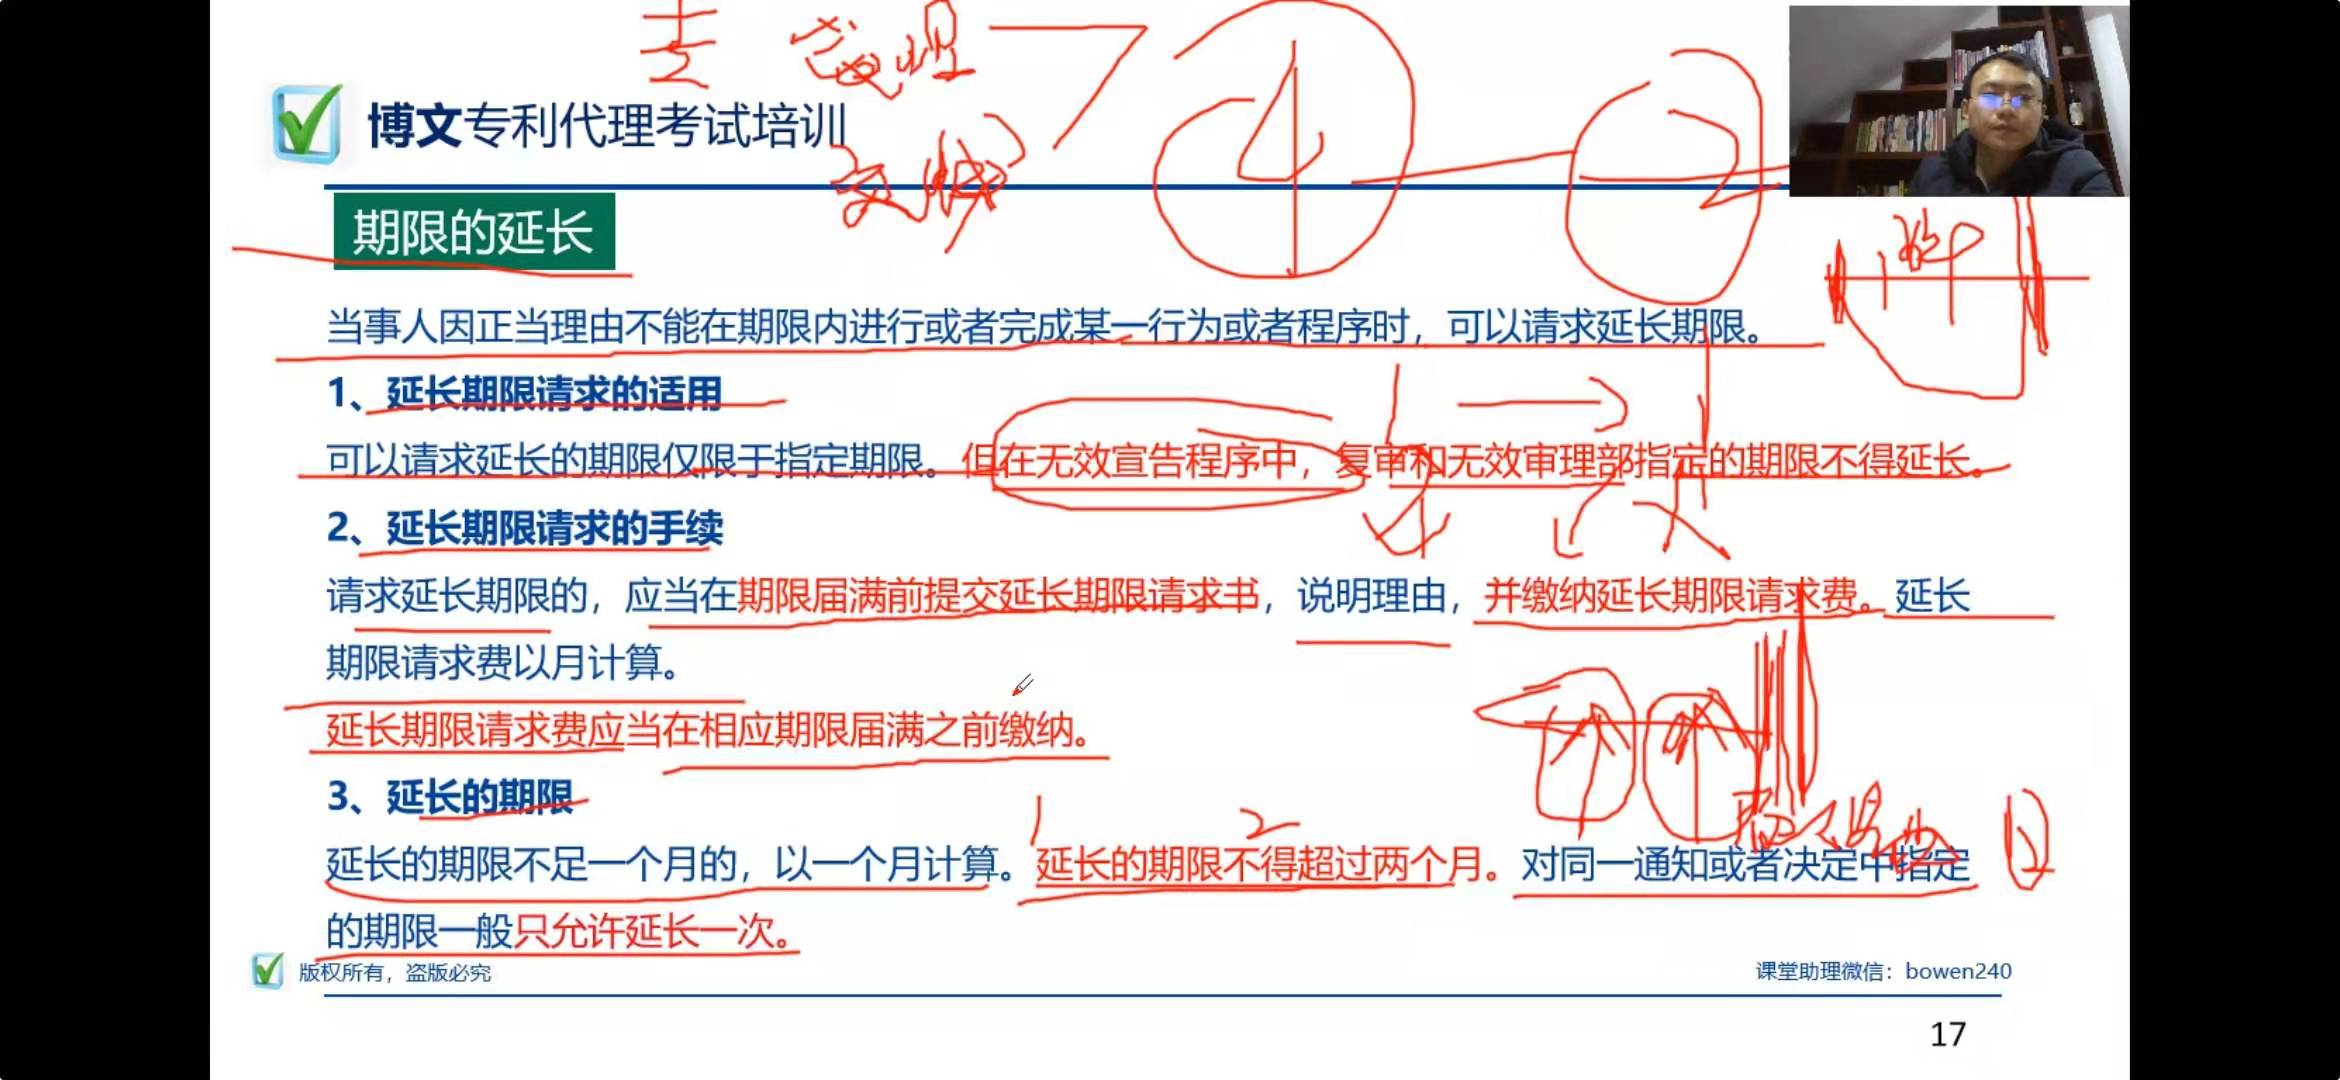 博文专利代理考试培训
期限的延长
当事人因正当理由不能在期限内进行或者完成某一行为或者程序时，可以请求延长期限。
1、延长期限请求的适用
可以请求延长的期限仅限于指定期限。但在无效宣告程序中，复审和无效审理部指定的期限不得延长。
2、延长期限请求的手续
请求延长期限的，应当在期限届满前提交延长期限请求书，说明理由，并缴纳延长期限请求费。延长
期限请求费以月计算。
延长期限请求费应当在相应期限届满之前缴纳。
3、延长的期限
1 2
延长的期限不足一个月的，以一个月计算。延长的期限不得超过两个月。对同一通知或者决定中指定
的期限一般只允许延长一次。
版权所有，盗版必究
课堂助理微信：bowen240
17